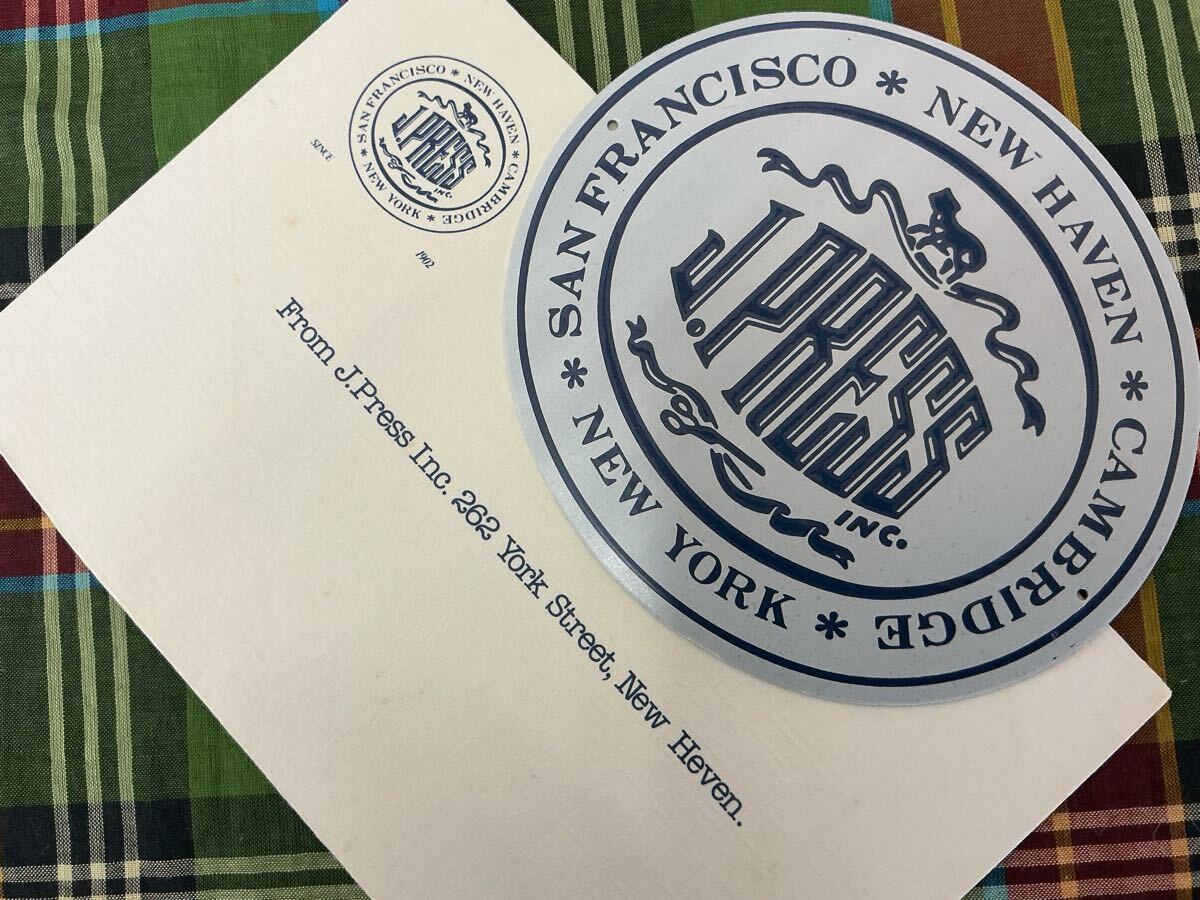 SAN FRANCISCO * NEW HAVEN * CAMBRIDGE * NEW YORK *
J. PRESS
INC.
SINCE
1902
From J.Press Inc. 262 York Street, New Heven.
SAN FRANCISCO * NEW HAVEN * CAMBRIDGE * NEW YORK *
J. PRESS
INC.